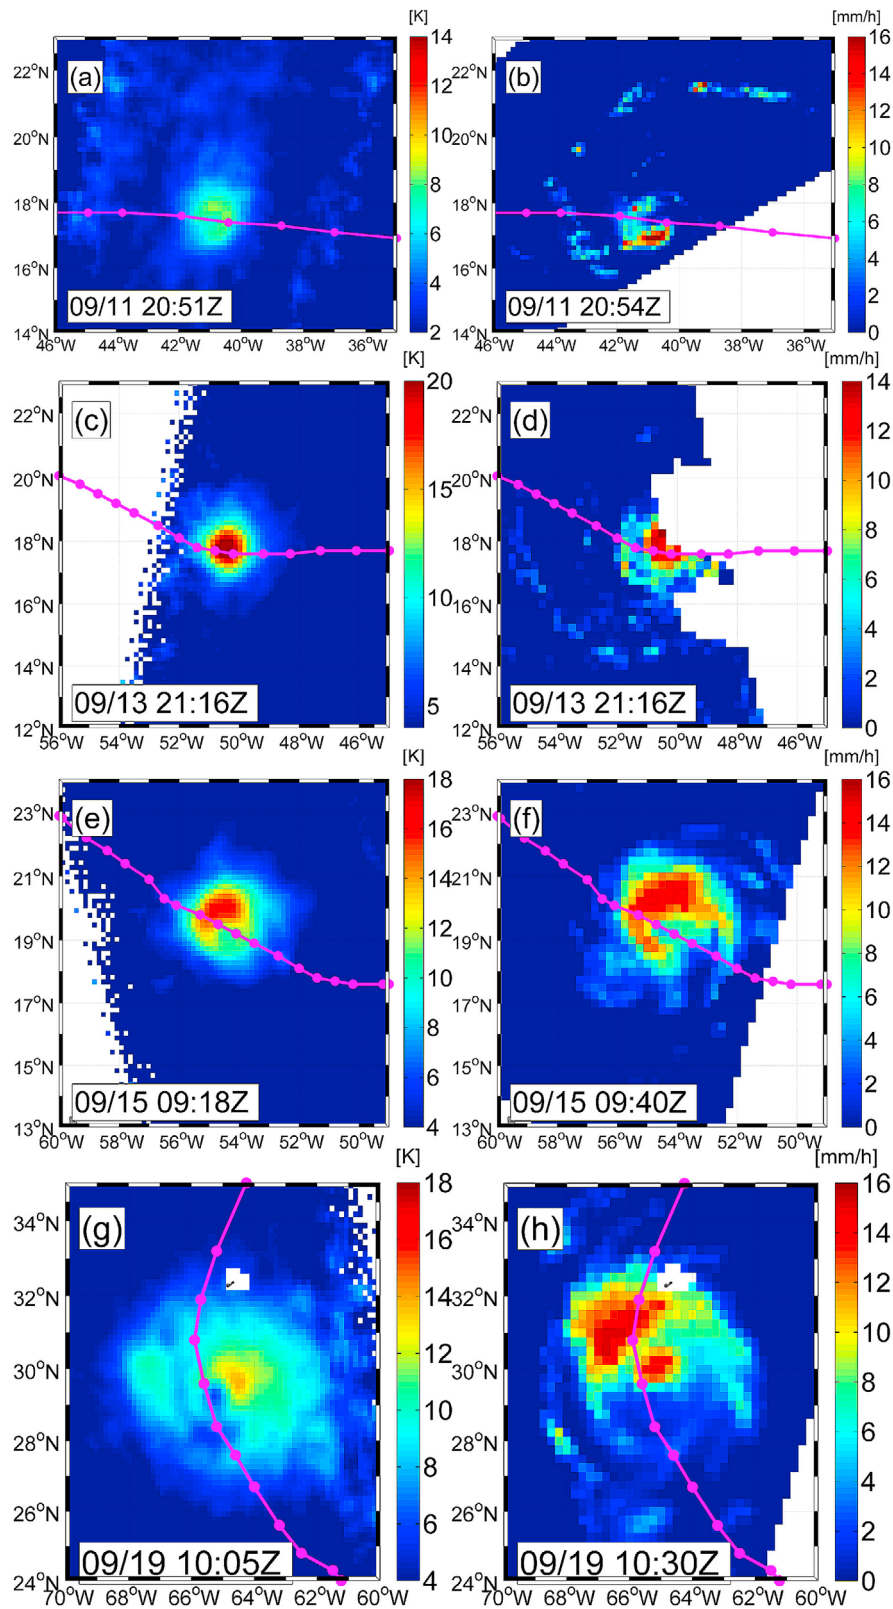 [K] [mm/h]
(a) 22°N 20°N 18°N 16°N 14°N
14 12 10 8 6 4 2
09/11 20:51Z
46°W 44°W 42°W 40°W 38°W 36°W
(b) 22°N 20°N 18°N 16°N 14°N
16 14 12 10 8 6 4 2 0
09/11 20:54Z
46°W 44°W 42°W 40°W 38°W 36°W
[K] [mm/h]
(c) 22°N 20°N 18°N 16°N 14°N 12°N
20 15 10 5
09/13 21:16Z
56°W 54°W 52°W 50°W 48°W 46°W
(d) 22°N 20°N 18°N 16°N 14°N 12°N
14 12 10 8 6 4 2 0
09/13 21:16Z
56°W 54°W 52°W 50°W 48°W 46°W
[K] [mm/h]
(e) 23°N 21°N 19°N 17°N 15°N 13°N
18 16 14 12 10 8 6 4
09/15 09:18Z
60°W 58°W 56°W 54°W 52°W 50°W
(f) 23°N 21°N 19°N 17°N 15°N 13°N
16 14 12 10 8 6 4 2 0
09/15 09:40Z
60°W 58°W 56°W 54°W 52°W 50°W
[K] [mm/h]
(g) 34°N 32°N 30°N 28°N 26°N 24°N
18 16 14 12 10 8 6 4
09/19 10:05Z
70°W 68°W 66°W 64°W 62°W 60°W
(h) 34°N 32°N 30°N 28°N 26°N 24°N
16 14 12 10 8 6 4 2 0
09/19 10:30Z
70°W 68°W 66°W 64°W 62°W 60°W